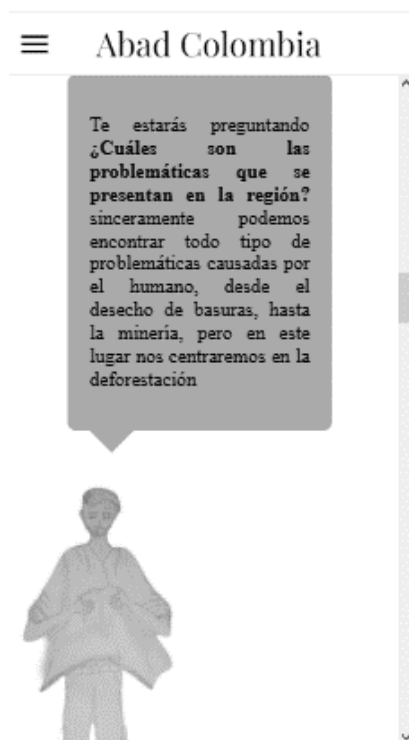 Abad Colombia
Te estarás preguntando
¿Cuáles son las
problemáticas que se
presentan en la región?
sinceramente podemos
encontrar todo tipo de
problemáticas causadas por
el humano, desde el
desecho de basuras, hasta
la minería, pero en este
lugar nos centraremos en la
deforestación